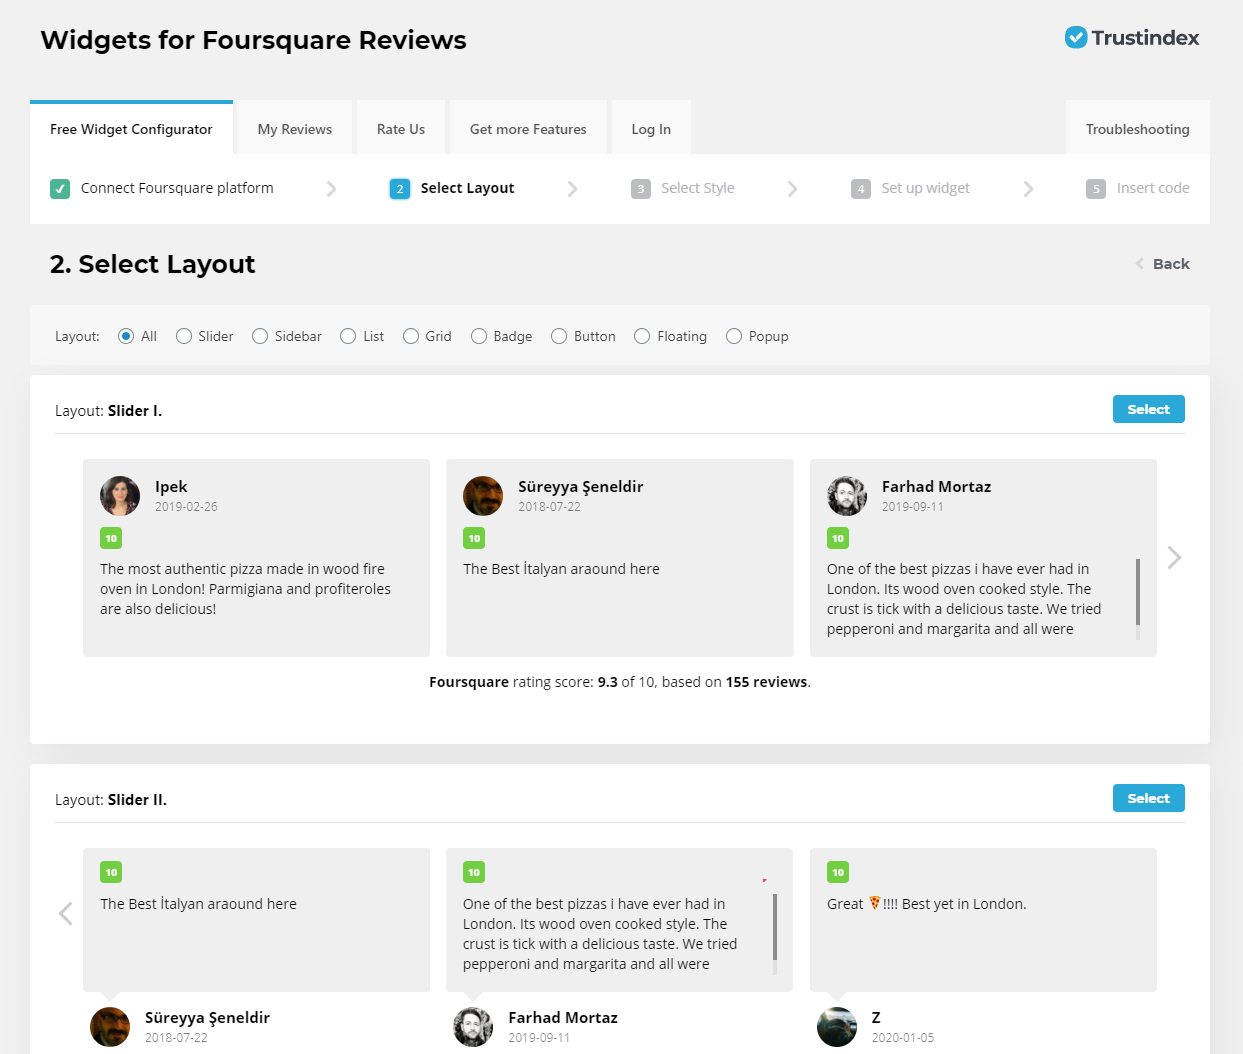 Widgets for Foursquare Reviews
Trustindex
Free Widget Configurator
My Reviews
Rate Us
Get more Features
Log In
Troubleshooting
Connect Foursquare platform
2 Select Layout
3 Select Style
4 Set up widget
5 Insert code
2. Select Layout
Back
Layout: All Slider Sidebar List Grid Badge Button Floating Popup
Layout: Slider I.
Select
Ipek
2019-02-26
10
The most authentic pizza made in wood fire
oven in London! Parmigiana and profiteroles
are also delicious!
Süreyya Şeneldir
2018-07-22
10
The Best İtalyan araound here
Farhad Mortaz
2019-09-11
10
One of the best pizzas i have ever had in
London. Its wood oven cooked style. The
crust is tick with a delicious taste. We tried
pepperoni and margarita and all were
Foursquare rating score: 9.3 of 10, based on 155 reviews.
Layout: Slider II.
Select
10
The Best İtalyan araound here
Süreyya Şeneldir
2018-07-22
10
One of the best pizzas i have ever had in
London. Its wood oven cooked style. The
crust is tick with a delicious taste. We tried
pepperoni and margarita and all were
Farhad Mortaz
2019-09-11
10
Great 🍕!!!! Best yet in London.
Z
2020-01-05